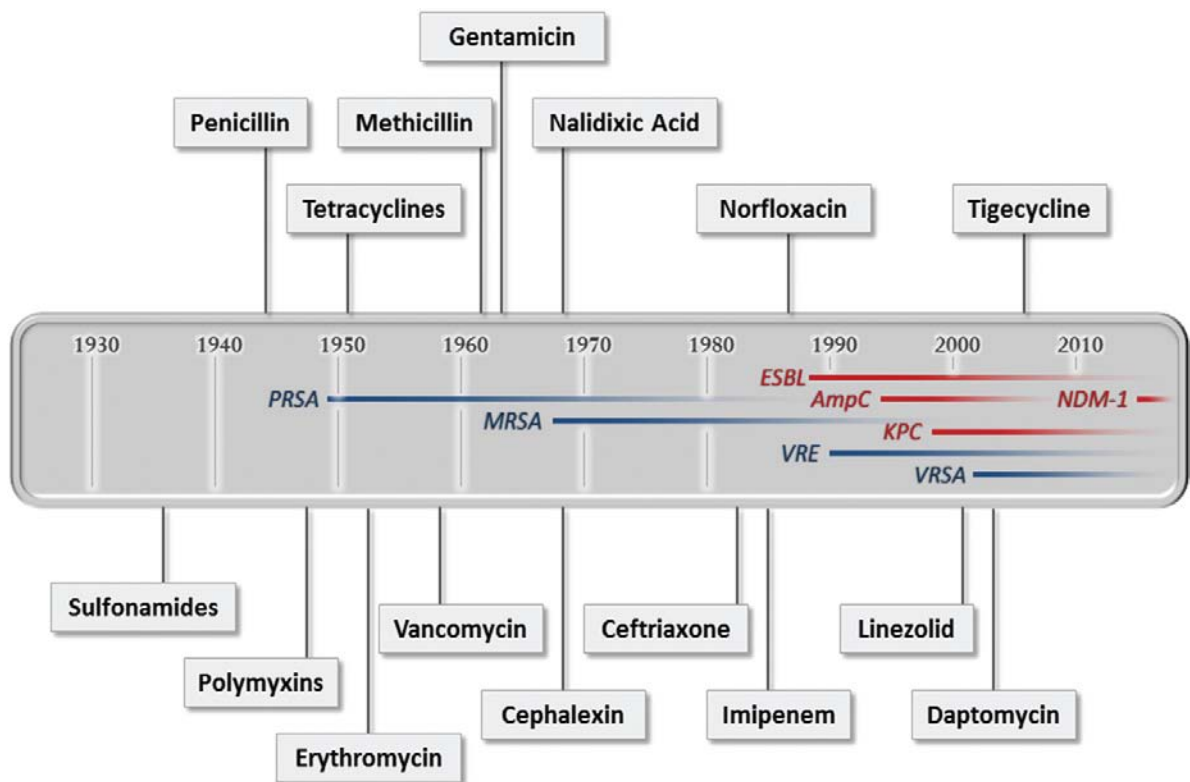 Gentamicin
Penicillin
Methicillin
Nalidixic Acid
Tetracyclines
Norfloxacin
Tigecycline
1930 1940 1950 1960 1970 1980 1990 2000 2010
ESBL
PRSA AmpC NDM-1
MRSA
KPC
VRE
VRSA
Sulfonamides
Vancomycin
Ceftriaxone
Linezolid
Polymyxins
Cephalexin
Imipenem
Daptomycin
Erythromycin